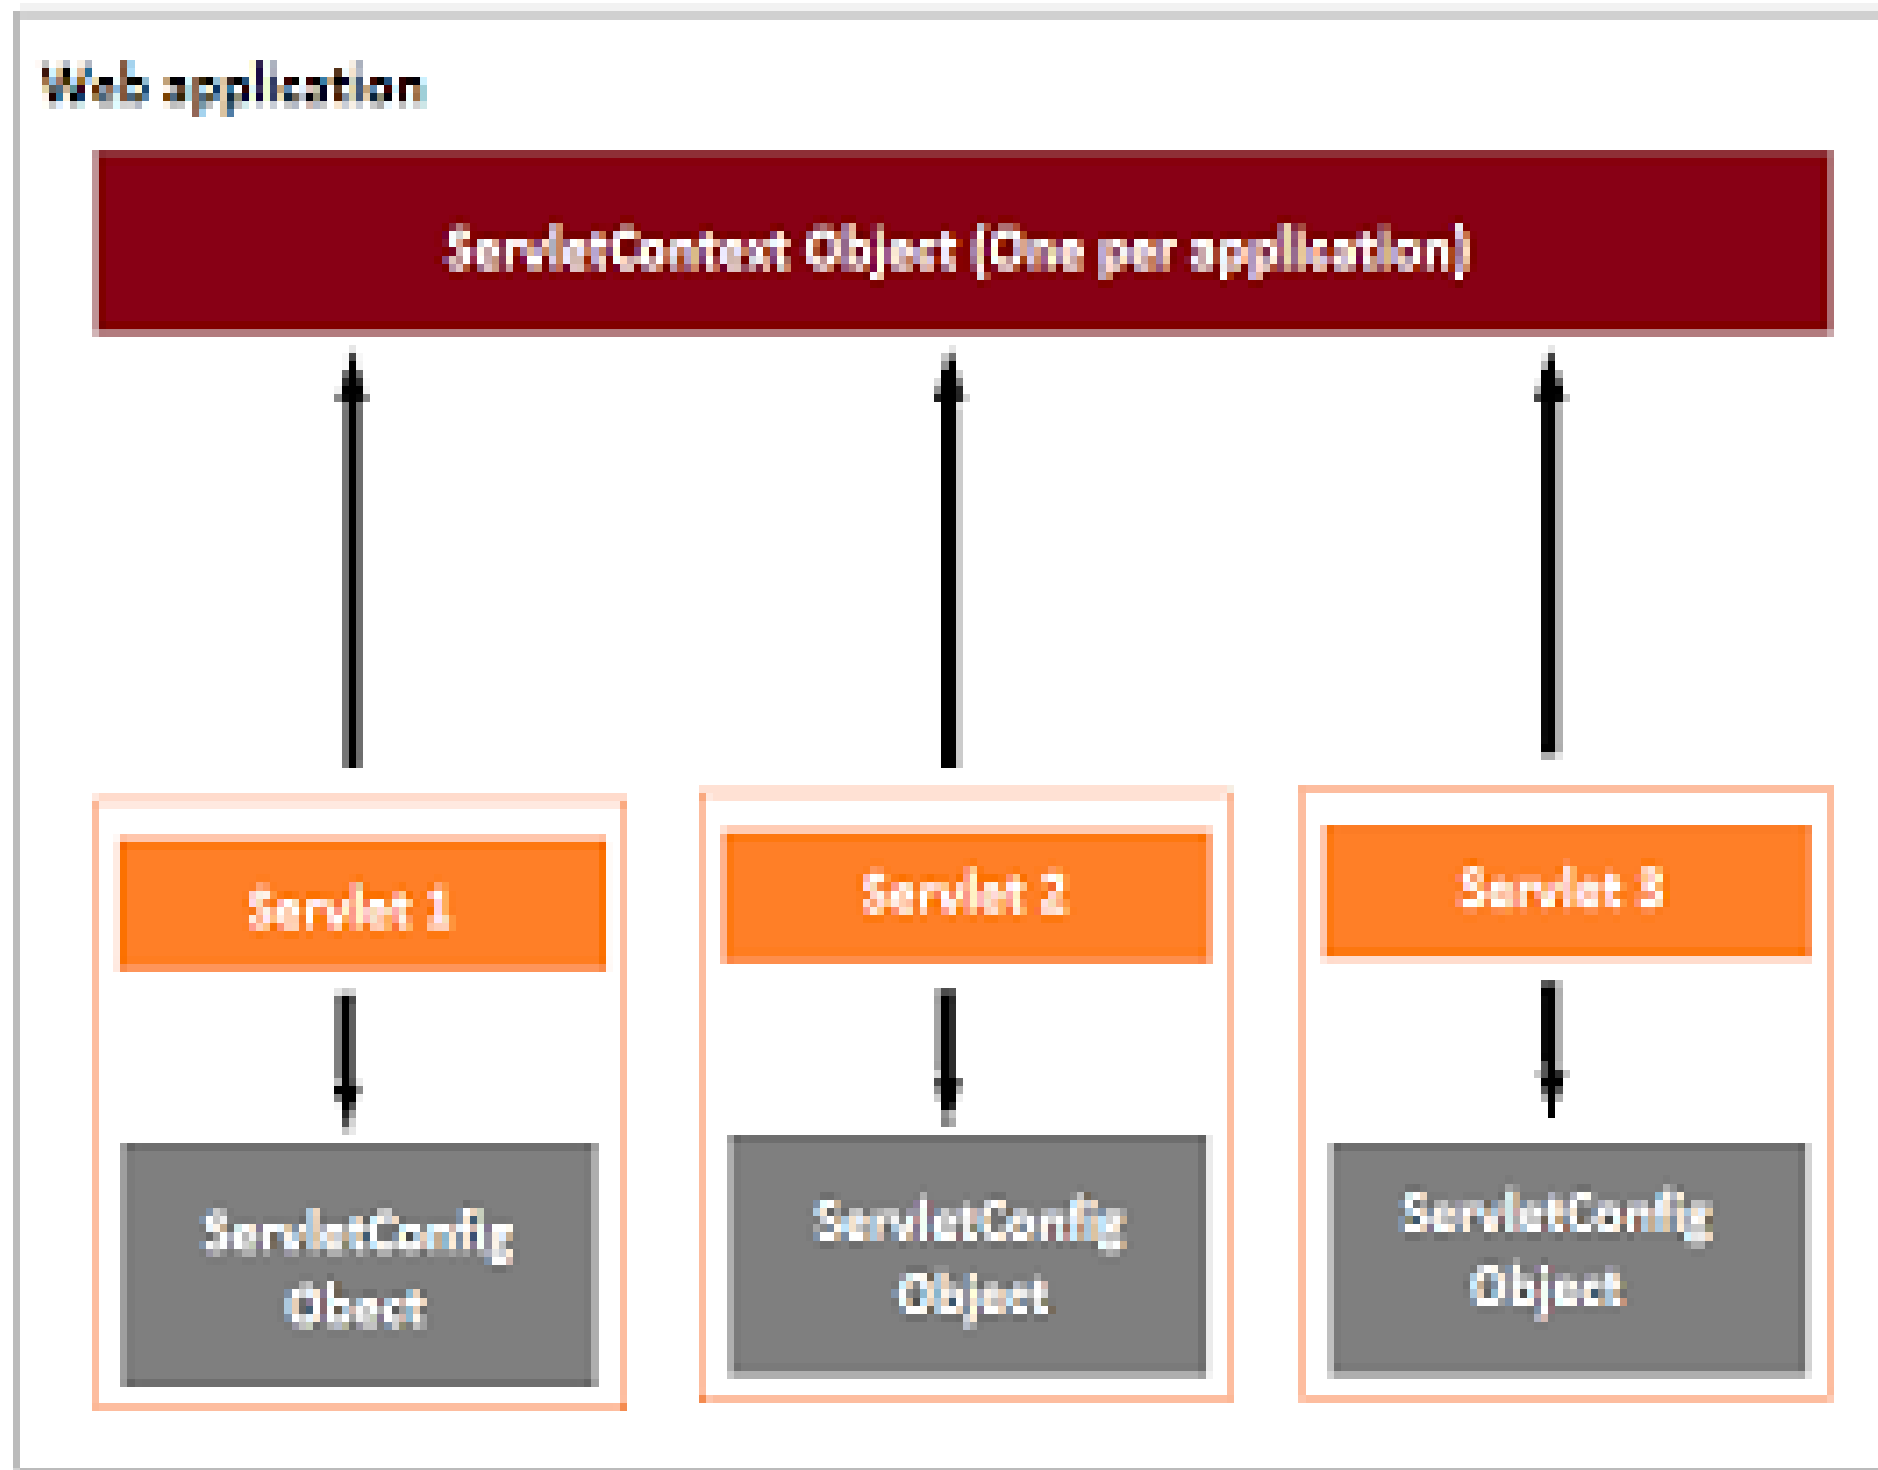 Web application
ServletContext Object (One per application)
Servlet 1
Servlet 2
Servlet 3
ServletConfig
Obect
ServletConfig
Object
ServletConfig
Object